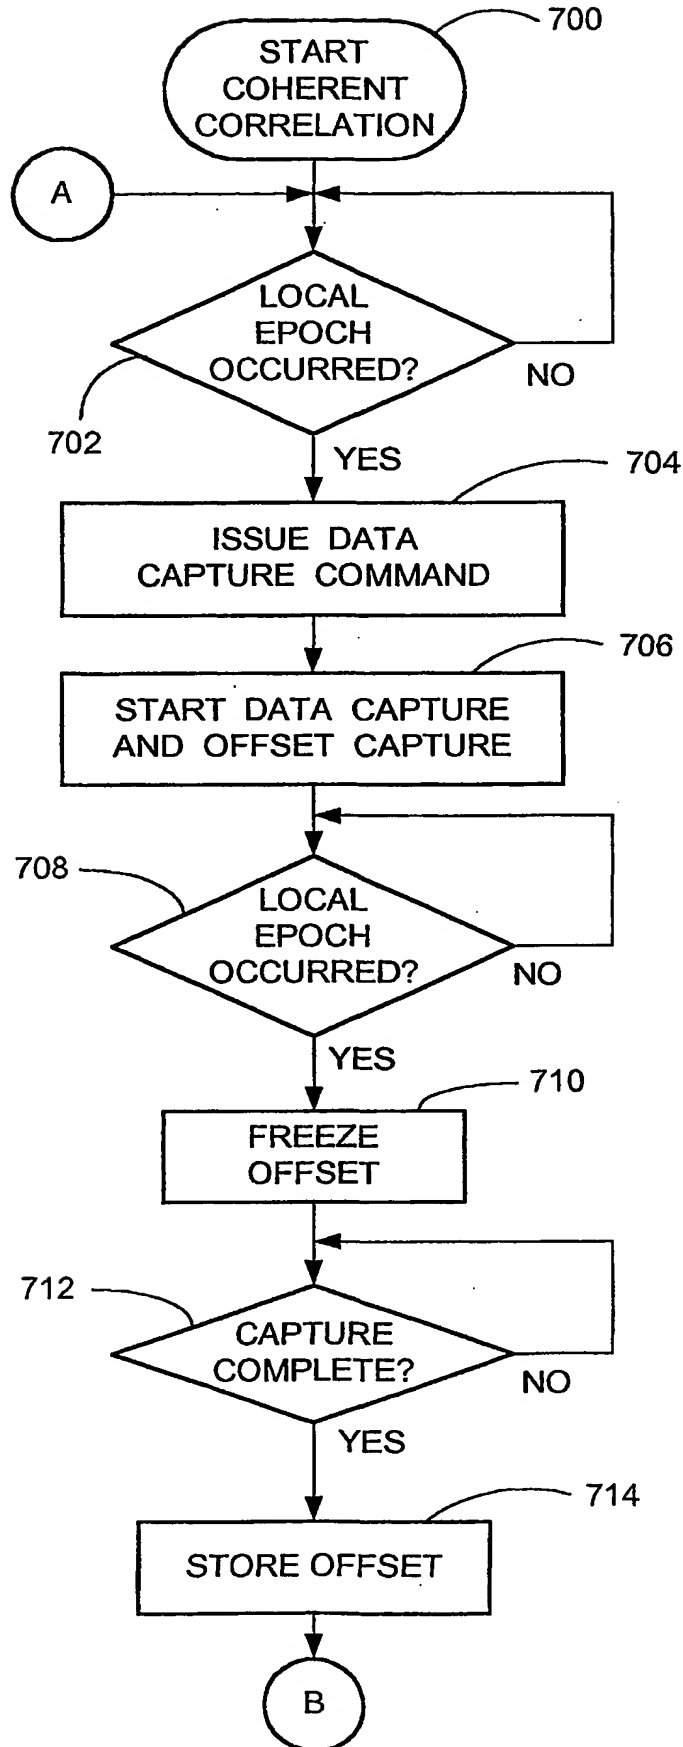 700
START
COHERENT
CORRELATION
A
LOCAL
EPOCH
OCCURRED?
NO
702
YES
704
ISSUE DATA
CAPTURE COMMAND
706
START DATA CAPTURE
AND OFFSET CAPTURE
708
LOCAL
EPOCH
OCCURRED?
NO
YES
710
FREEZE
OFFSET
712
CAPTURE
COMPLETE?
NO
YES
714
STORE OFFSET
B